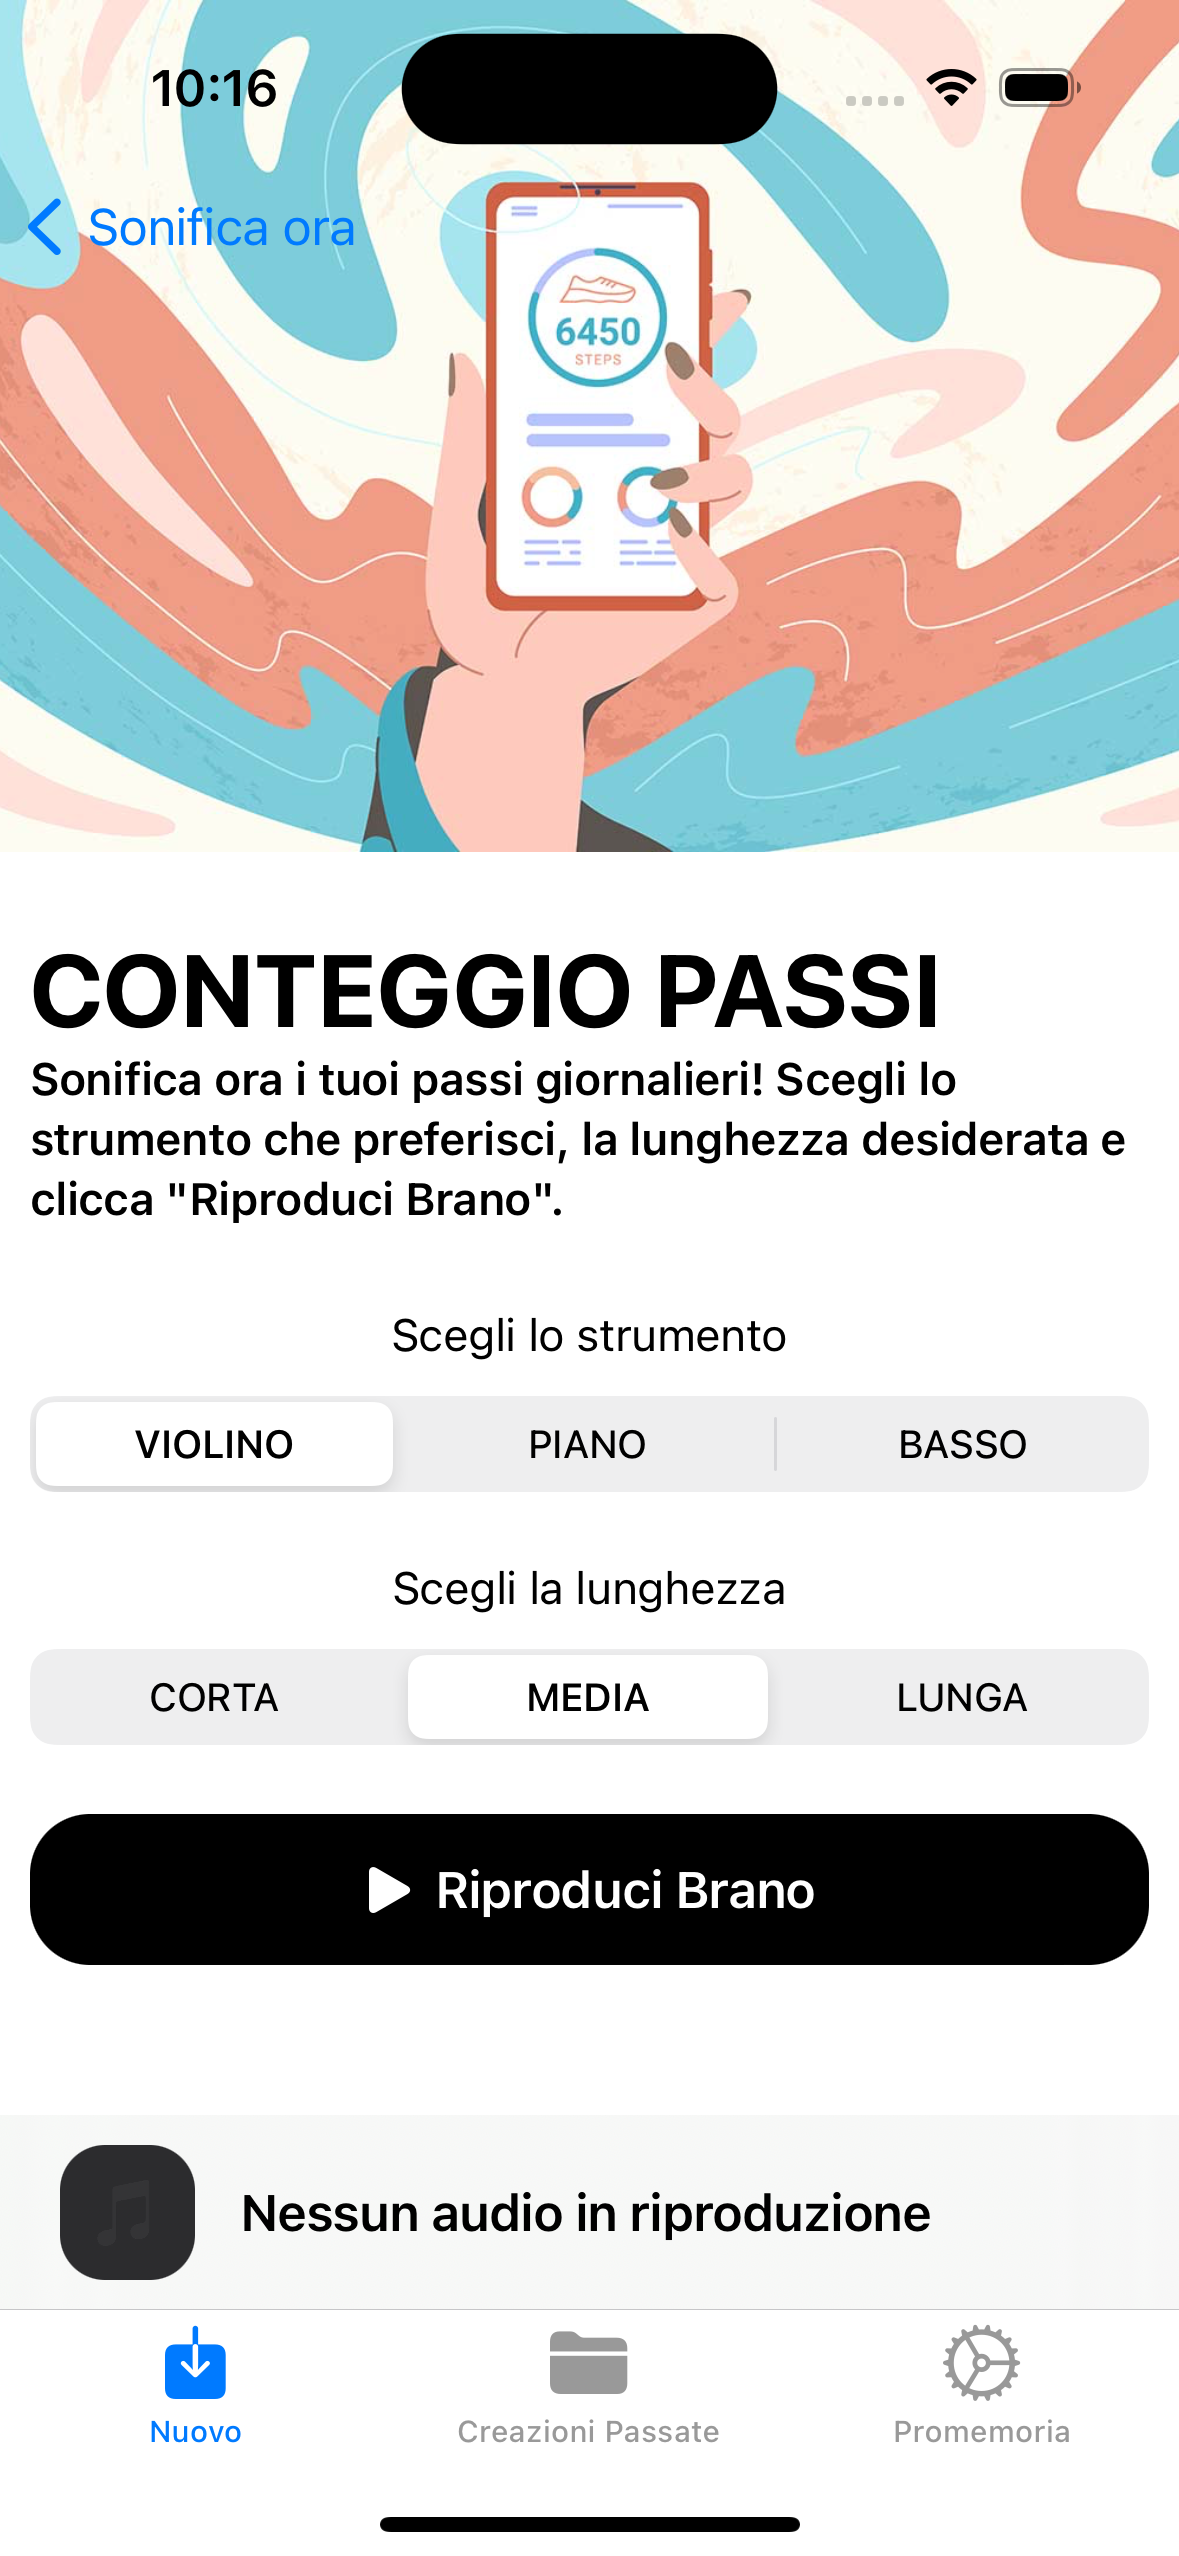 10:16
Sonifica ora
6450
STEPS
CONTEGGIO PASSI
Sonifica ora i tuoi passi giornalieri! Scegli lo
strumento che preferisci, la lunghezza desiderata e
clicca "Riproduci Brano".
Scegli lo strumento
VIOLINO PIANO BASSO
Scegli la lunghezza
CORTA MEDIA LUNGA
Riproduci Brano
Nessun audio in riproduzione
Nuovo Creazioni Passate Promemoria